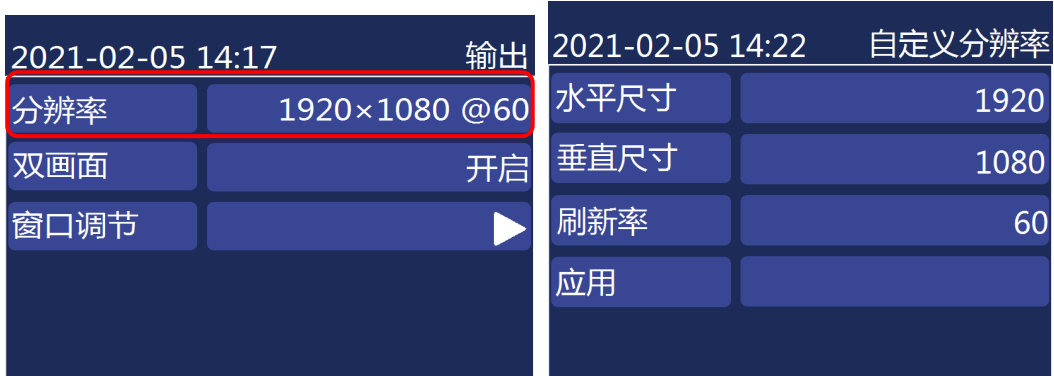 2021-02-05 14:17 输出
分辨率 1920×1080 @60
双画面 开启
窗口调节
2021-02-05 14:22 自定义分辨率
水平尺寸 1920
垂直尺寸 1080
刷新率 60
应用